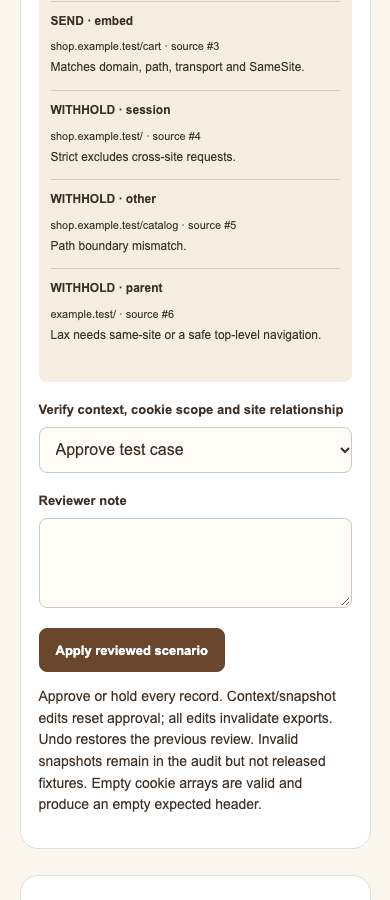 SEND · embed
shop.example.test/cart · source #3
Matches domain, path, transport and SameSite.
WITHHOLD · session
shop.example.test/ · source #4
Strict excludes cross-site requests.
WITHHOLD · other
shop.example.test/catalog · source #5
Path boundary mismatch.
WITHHOLD · parent
example.test/ · source #6
Lax needs same-site or a safe top-level navigation.
Verify context, cookie scope and site relationship
Approve test case
Reviewer note
Apply reviewed scenario
Approve or hold every record. Context/snapshot
edits reset approval; all edits invalidate exports.
Undo restores the previous review. Invalid
snapshots remain in the audit but not released
fixtures. Empty cookie arrays are valid and
produce an empty expected header.